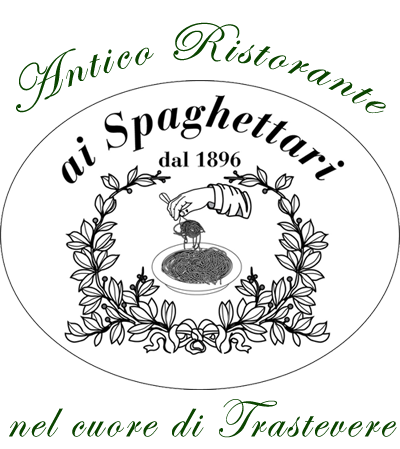 Antico Ristorante
ai Spaghettari
dal 1896
nel cuore di Trastevere